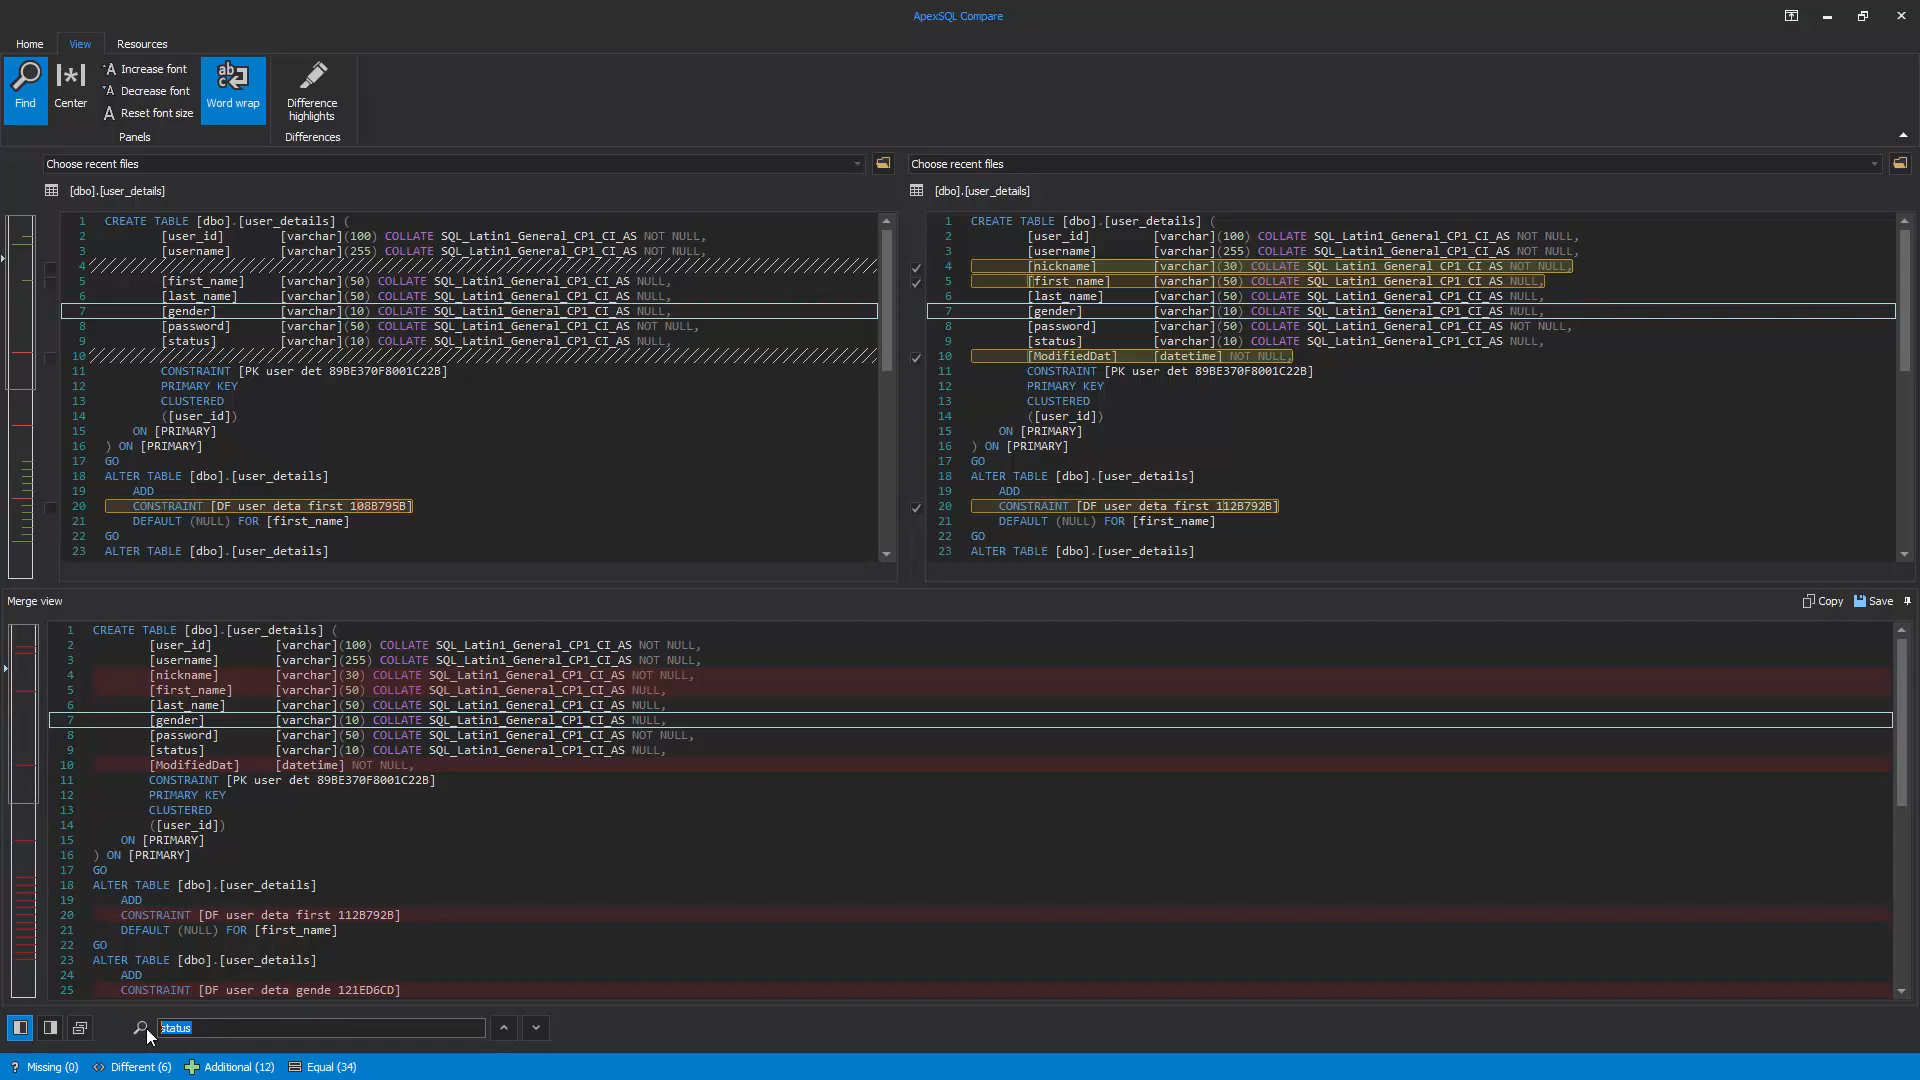 ApexSQL Compare
Home View Resources
Find
Center
Increase font
Decrease font
Reset font size
Word wrap
Difference highlights
Panels
Differences
Choose recent files
[dbo].[user_details]
1 CREATE TABLE [dbo].[user_details] (
2 [user_id] [varchar](100) COLLATE SQL_Latin1_General_CP1_CI_AS NOT NULL,
3 [username] [varchar](255) COLLATE SQL_Latin1_General_CP1_CI_AS NOT NULL,
4
5 [first_name] [varchar](50) COLLATE SQL_Latin1_General_CP1_CI_AS NULL,
6 [last_name] [varchar](50) COLLATE SQL_Latin1_General_CP1_CI_AS NULL,
7 [gender] [varchar](10) COLLATE SQL_Latin1_General_CP1_CI_AS NULL,
8 [password] [varchar](50) COLLATE SQL_Latin1_General_CP1_CI_AS NOT NULL,
9 [status] [varchar](10) COLLATE SQL_Latin1_General_CP1_CI_AS NULL,
10
11 CONSTRAINT [PK user det 89BE370F8001C22B]
12 PRIMARY KEY
13 CLUSTERED
14 ([user_id])
15 ON [PRIMARY]
16 ) ON [PRIMARY]
17 GO
18 ALTER TABLE [dbo].[user_details]
19 ADD
20 CONSTRAINT [DF user deta first 108B795B]
21 DEFAULT (NULL) FOR [first_name]
22 GO
23 ALTER TABLE [dbo].[user_details]
Choose recent files
[dbo].[user_details]
1 CREATE TABLE [dbo].[user_details] (
2 [user_id] [varchar](100) COLLATE SQL_Latin1_General_CP1_CI_AS NOT NULL,
3 [username] [varchar](255) COLLATE SQL_Latin1_General_CP1_CI_AS NOT NULL,
4 [nickname] [varchar](30) COLLATE SQL Latin1 General CP1 CI AS NOT NULL,
5 [first_name] [varchar](50) COLLATE SQL_Latin1_General_CP1_CI_AS NULL,
6 [last_name] [varchar](50) COLLATE SQL_Latin1_General_CP1_CI_AS NULL,
7 [gender] [varchar](10) COLLATE SQL_Latin1_General_CP1_CI_AS NULL,
8 [password] [varchar](50) COLLATE SQL_Latin1_General_CP1_CI_AS NOT NULL,
9 [status] [varchar](10) COLLATE SQL_Latin1_General_CP1_CI_AS NULL,
10 [ModifiedDat] [datetime] NOT NULL,
11 CONSTRAINT [PK user det 89BE370F8001C22B]
12 PRIMARY KEY
13 CLUSTERED
14 ([user_id])
15 ON [PRIMARY]
16 ) ON [PRIMARY]
17 GO
18 ALTER TABLE [dbo].[user_details]
19 ADD
20 CONSTRAINT [DF user deta first 112B792B]
21 DEFAULT (NULL) FOR [first_name]
22 GO
23 ALTER TABLE [dbo].[user_details]
Merge view Copy Save
1 CREATE TABLE [dbo].[user_details] (
2 [user_id] [varchar](100) COLLATE SQL_Latin1_General_CP1_CI_AS NOT NULL,
3 [username] [varchar](255) COLLATE SQL_Latin1_General_CP1_CI_AS NOT NULL,
4 [nickname] [varchar](30) COLLATE SQL_Latin1_General_CP1_CI_AS NOT NULL,
5 [first_name] [varchar](50) COLLATE SQL_Latin1_General_CP1_CI_AS NULL,
6 [last_name] [varchar](50) COLLATE SQL_Latin1_General_CP1_CI_AS NULL,
7 [gender] [varchar](10) COLLATE SQL_Latin1_General_CP1_CI_AS NULL,
8 [password] [varchar](50) COLLATE SQL_Latin1_General_CP1_CI_AS NOT NULL,
9 [status] [varchar](10) COLLATE SQL_Latin1_General_CP1_CI_AS NULL,
10 [ModifiedDat] [datetime] NOT NULL,
11 CONSTRAINT [PK user det 89BE370F8001C22B]
12 PRIMARY KEY
13 CLUSTERED
14 ([user_id])
15 ON [PRIMARY]
16 ) ON [PRIMARY]
17 GO
18 ALTER TABLE [dbo].[user_details]
19 ADD
20 CONSTRAINT [DF user deta first 112B792B]
21 DEFAULT (NULL) FOR [first_name]
22 GO
23 ALTER TABLE [dbo].[user_details]
24 ADD
25 CONSTRAINT [DF user deta gende 121ED6CD]
status
Missing (0) Different (6) Additional (12) Equal (34)